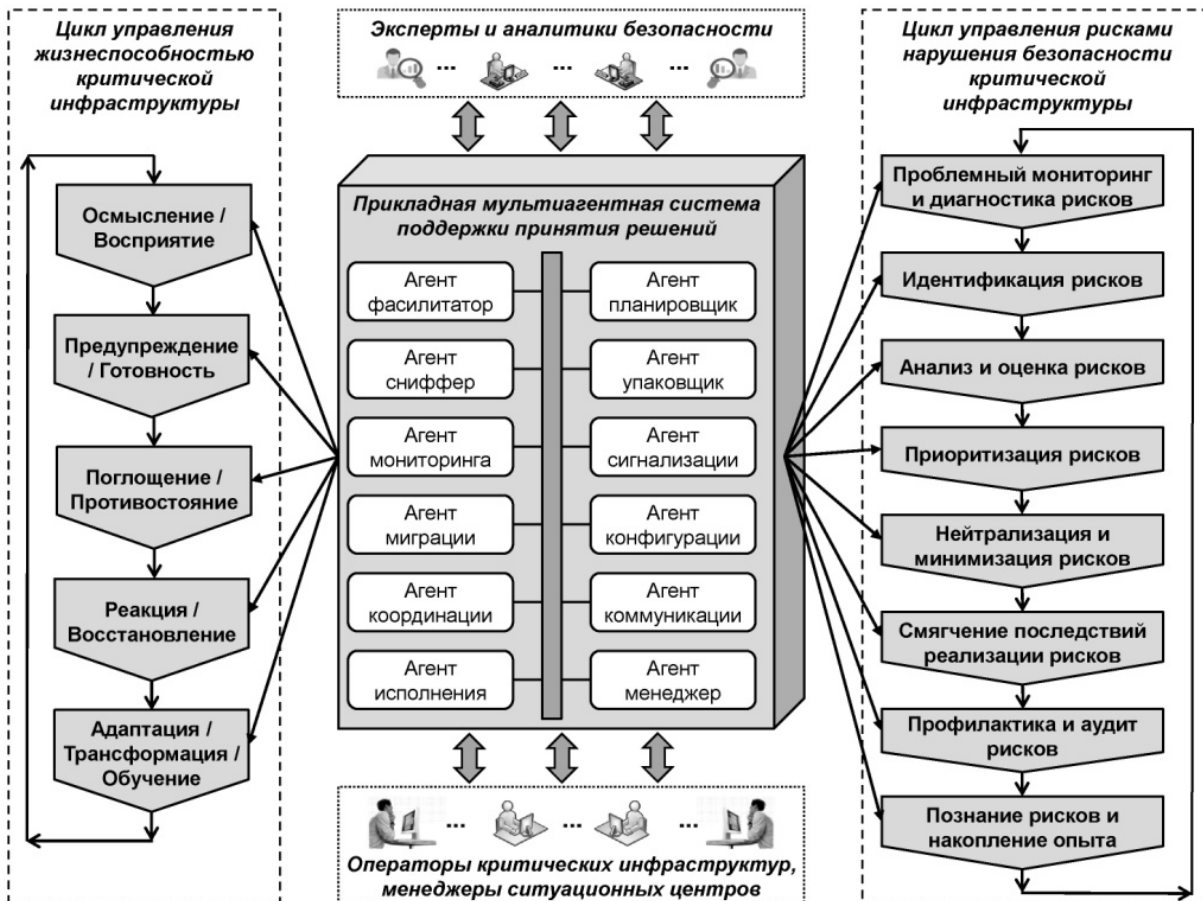 Цикл управления
жизнеспособностью
критической
инфраструктуры
Осмысление /
Восприятие
Предупреждение
/ Готовность
Поглощение /
Противостояние
Реакция /
Восстановление
Адаптация /
Трансформация /
Обучение
Эксперты и аналитики безопасности
... ... ...
Прикладная мультиагентная система
поддержки принятия решений
Агент
фасилитатор
Агент
планировщик
Агент
сниффер
Агент
упаковщик
Агент
мониторинга
Агент
сигнализации
Агент
миграции
Агент
конфигурации
Агент
координации
Агент
коммуникации
Агент
исполнения
Агент
менеджер
... ... ...
Операторы критических инфраструктур,
менеджеры ситуационных центров
Цикл управления рисками
нарушения безопасности
критической
инфраструктуры
Проблемный мониторинг
и диагностика рисков
Идентификация рисков
Анализ и оценка рисков
Приоритизация рисков
Нейтрализация и
минимизация рисков
Смягчение последствий
реализации рисков
Профилактика и аудит
рисков
Познание рисков и
накопление опыта